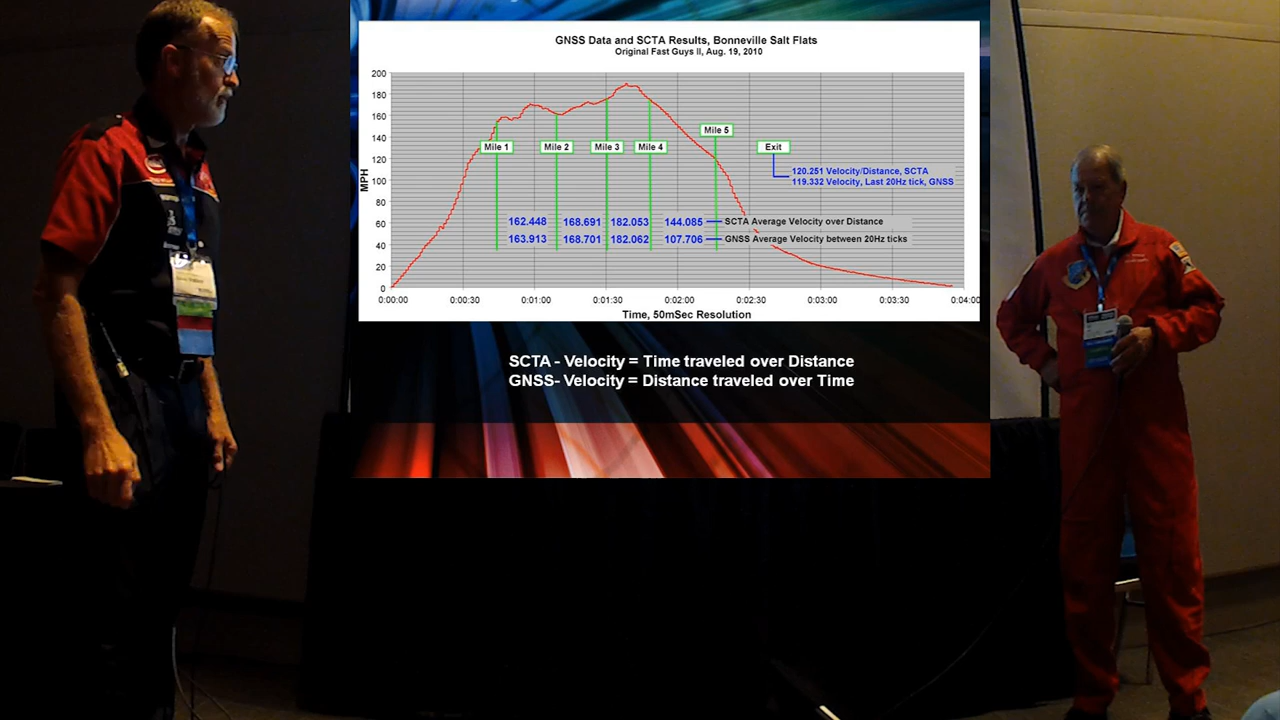 GNSS Data and SCTA Results, Bonneville Salt Flats
Original Fast Guys II, Aug. 19, 2010
MPH
200
180
160
140
120
100
80
60
40
20
0
Mile 1
Mile 2
Mile 3
Mile 4
Mile 5
Exit
120.251 Velocity/Distance, SCTA
119.332 Velocity, Last 20Hz tick, GNSS
162.448 168.691 182.053 144.085 SCTA Average Velocity over Distance
163.913 168.701 182.062 107.706 GNSS Average Velocity between 20Hz ticks
0:00:00 0:00:30 0:01:00 0:01:30 0:02:00 0:02:30 0:03:00 0:03:30 0:04:00
Time, 50mSec Resolution
SCTA - Velocity = Time traveled over Distance
GNSS- Velocity = Distance traveled over Time